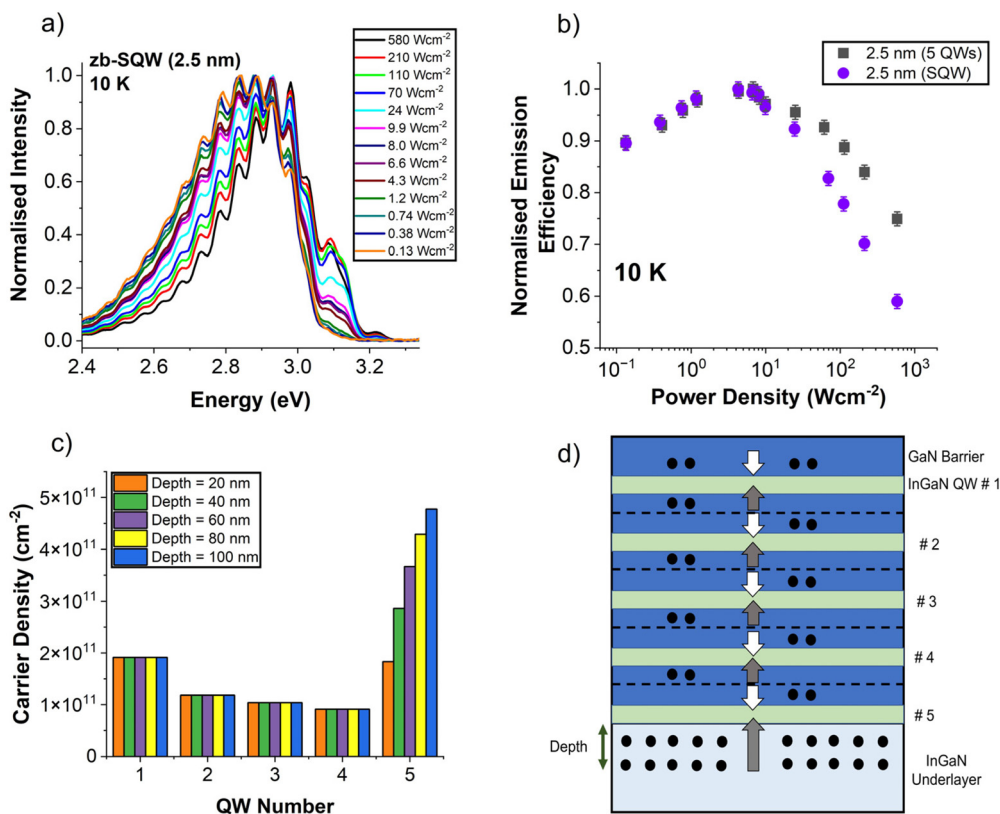 a)
zb-SQW (2.5 nm)
10 K
580 Wcm⁻²
210 Wcm⁻²
110 Wcm⁻²
70 Wcm⁻²
24 Wcm⁻²
9.9 Wcm⁻²
8.0 Wcm⁻²
6.6 Wcm⁻²
4.3 Wcm⁻²
1.2 Wcm⁻²
0.74 Wcm⁻²
0.38 Wcm⁻²
0.13 Wcm⁻²
Normalised Intensity
1.0
0.8
0.6
0.4
0.2
0.0
2.4 2.6 2.8 3.0 3.2
Energy (eV)
b)
2.5 nm (5 QWs)
2.5 nm (SQW)
Normalised Emission
Efficiency
1.0
0.9
0.8
0.7
0.6
0.5
10 K
10⁻¹ 10⁰ 10¹ 10² 10³
Power Density (Wcm⁻²)
c)
Depth = 20 nm
Depth = 40 nm
Depth = 60 nm
Depth = 80 nm
Depth = 100 nm
Carrier Density (cm⁻²)
5×10¹¹
4×10¹¹
3×10¹¹
2×10¹¹
1×10¹¹
0
1 2 3 4 5
QW Number
d)
GaN Barrier
InGaN QW # 1
# 2
# 3
# 4
# 5
Depth
InGaN
Underlayer